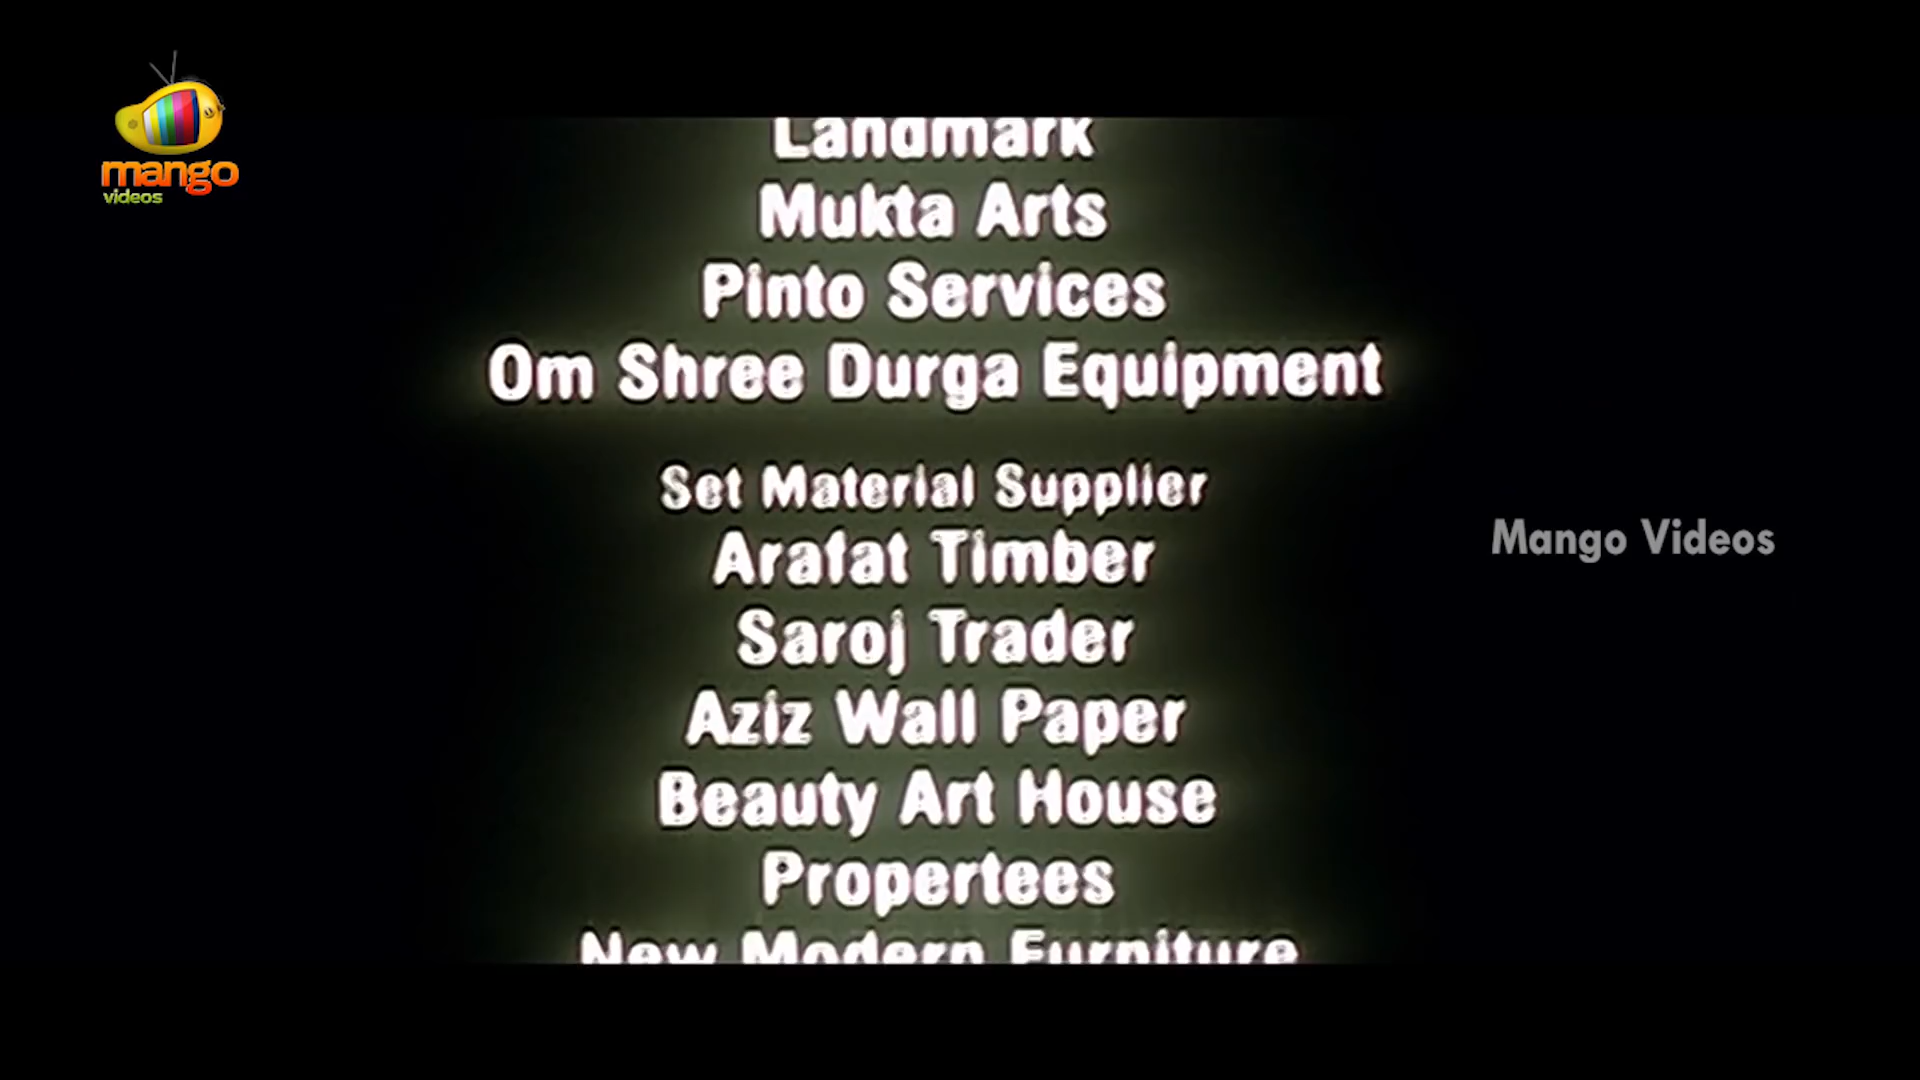 mango
videos
Landmark
Mukta Arts
Pinto Services
Om Shree Durga Equipment
Set Material Supplier
Arafat Timber
Saroj Trader
Mango Videos
Aziz Wall Paper
Beauty Art House
Propertees
New Modern Furniture